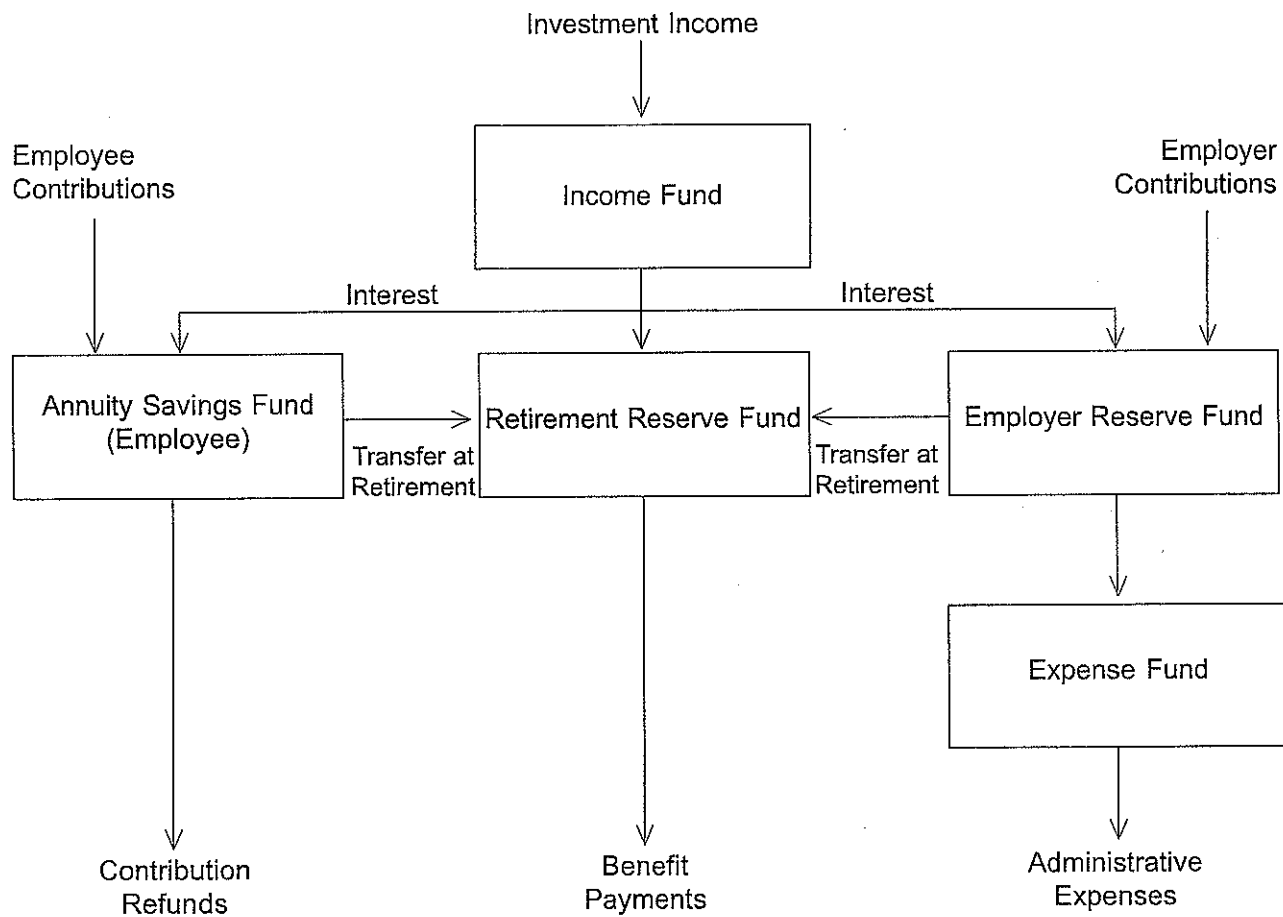 Investment Income
Employee
Contributions
Employer
Contributions
Income Fund
Interest
Interest
Annuity Savings Fund
(Employee)
Retirement Reserve Fund
Employer Reserve Fund
Transfer at
Retirement
Transfer at
Retirement
Expense Fund
Contribution
Refunds
Benefit
Payments
Administrative
Expenses